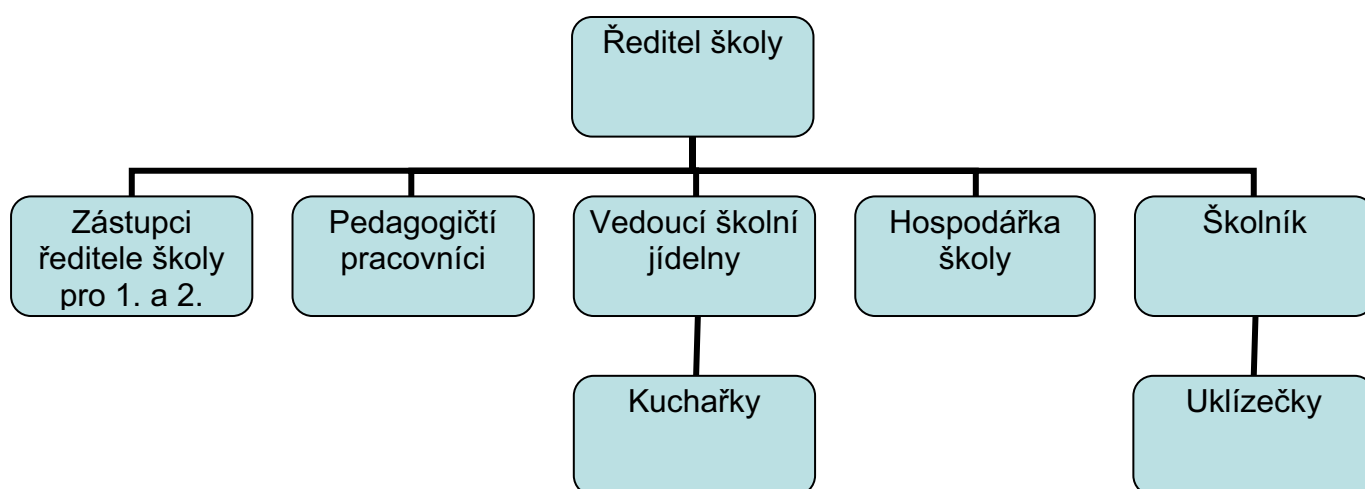 Ředitel školy
Zástupci
ředitele školy
pro 1. a 2.
Pedagogičtí
pracovníci
Vedoucí školní
jídelny
Hospodářka
školy
Školník
Kuchařky
Uklízečky